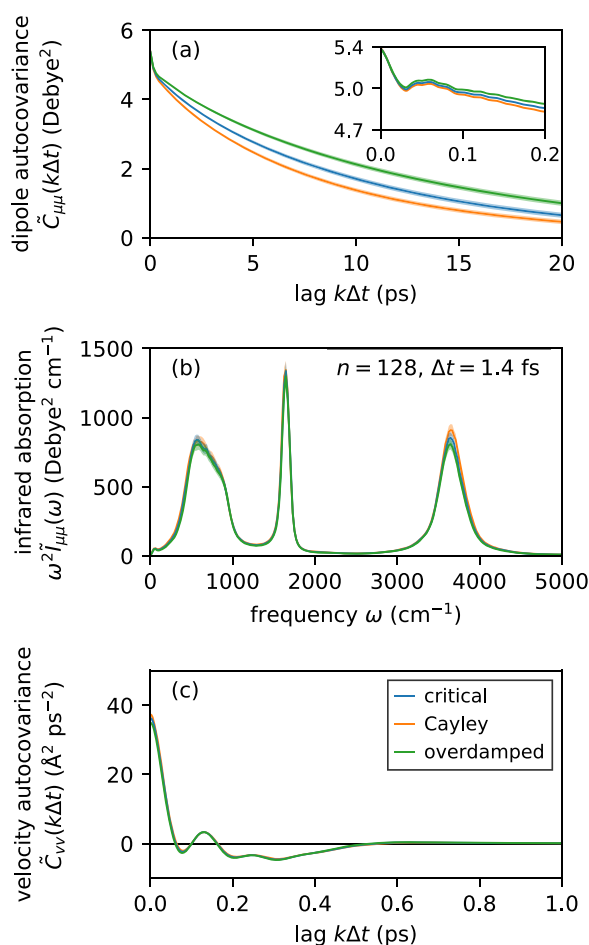 dipole autocovariance
C̃μμ(kΔt) (Debye²)
6
4
2
0
(a)
5.4
5.0
4.7
0.0 0.1 0.2
0 5 10 15 20
lag kΔt (ps)
infrared absorption
ω²Ĩμμ(ω) (Debye² cm⁻¹)
1500
1000
500
0
(b)
n = 128, Δt = 1.4 fs
0 1000 2000 3000 4000 5000
frequency ω (cm⁻¹)
velocity autocovariance
C̃vv(kΔt) (Å² ps⁻²)
40
20
0
(c)
critical
Cayley
overdamped
0.0 0.2 0.4 0.6 0.8 1.0
lag kΔt (ps)